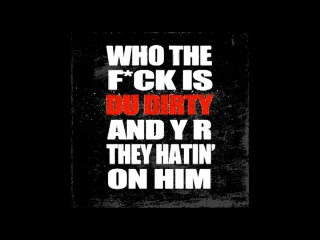 WHO THE
F*CK IS
DU DIRTY
AND Y R
THEY HATIN'
ON HIM